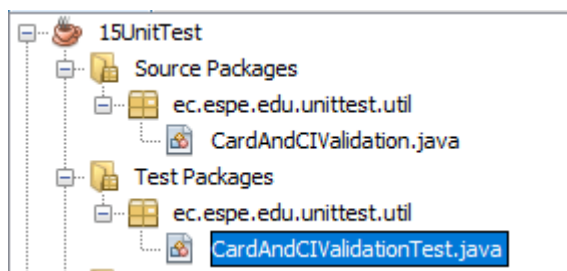 15UnitTest
Source Packages
ec.espe.edu.unittest.util
CardAndCIValidation.java
Test Packages
ec.espe.edu.unittest.util
CardAndCIValidationTest.java